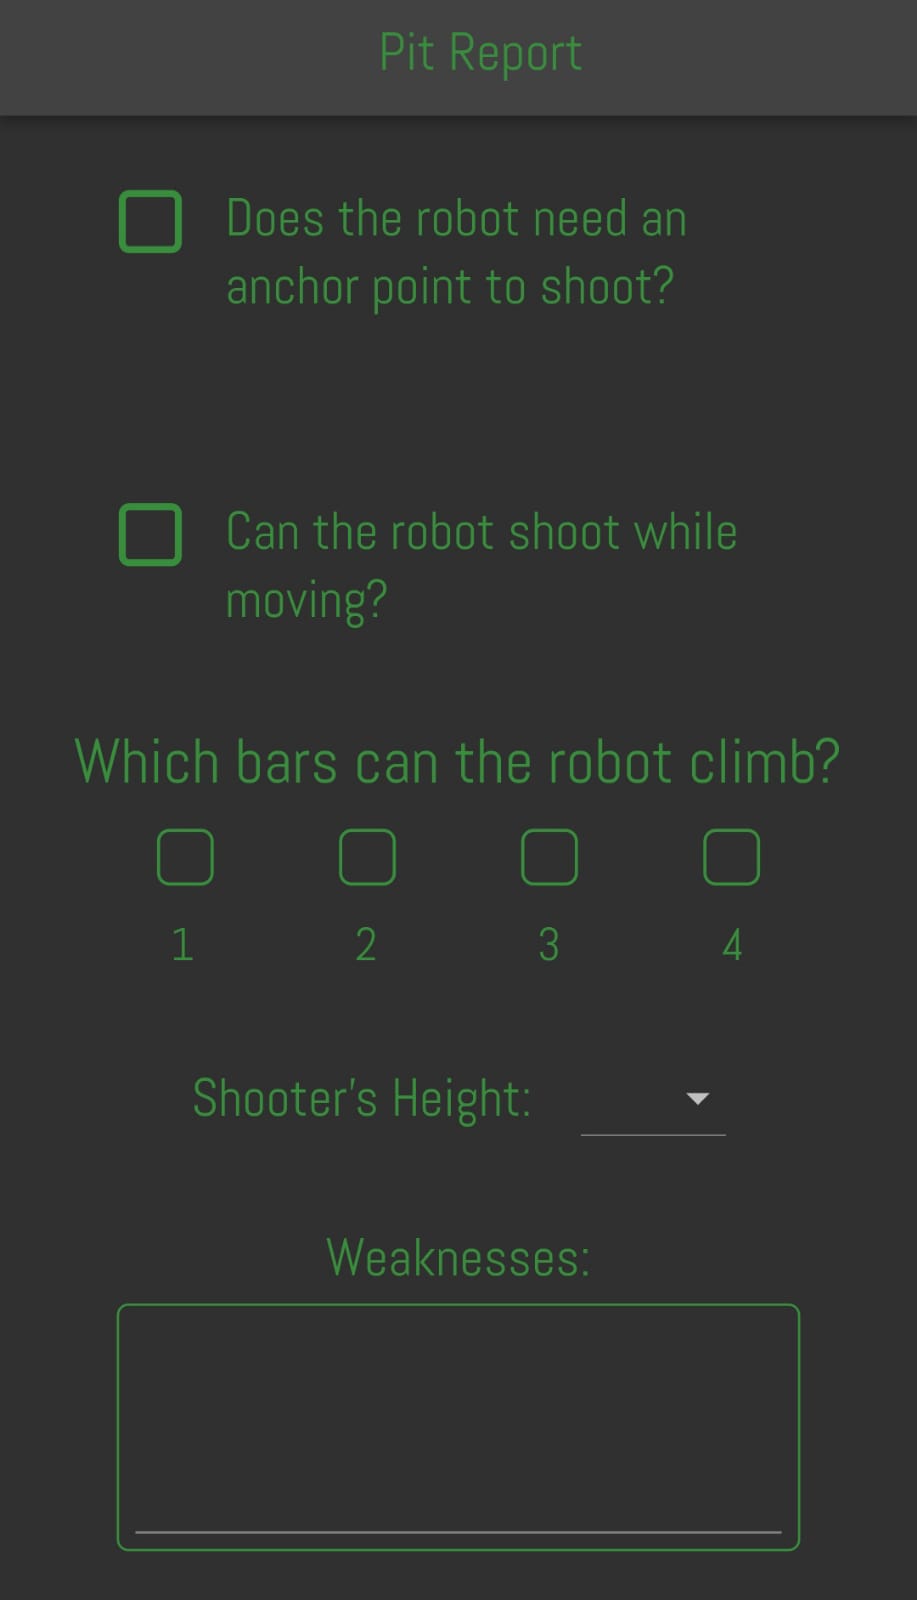 Pit Report
Does the robot need an
anchor point to shoot?
Can the robot shoot while
moving?
Which bars can the robot climb?
1 2 3 4
Shooter's Height:
Weaknesses: